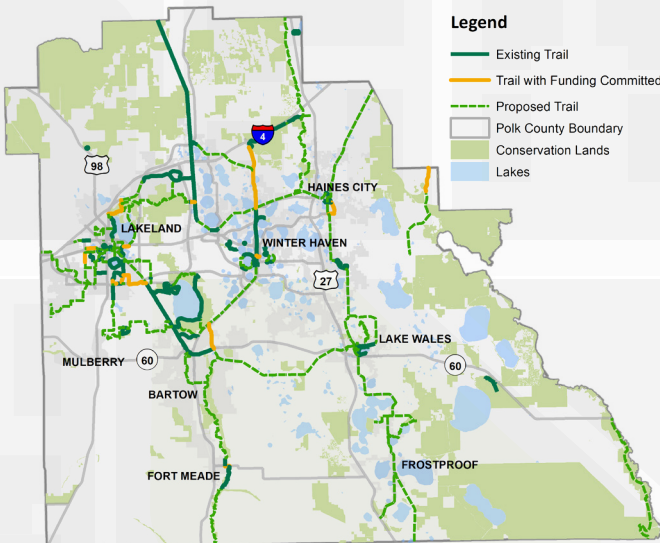 Legend
Existing Trail
Trail with Funding Committed
Proposed Trail
Polk County Boundary
Conservation Lands
Lakes
4
98
HAINES CITY
LAKELAND
WINTER HAVEN
27
LAKE WALES
MULBERRY
60
60
BARTOW
FROSTPROOF
FORT MEADE